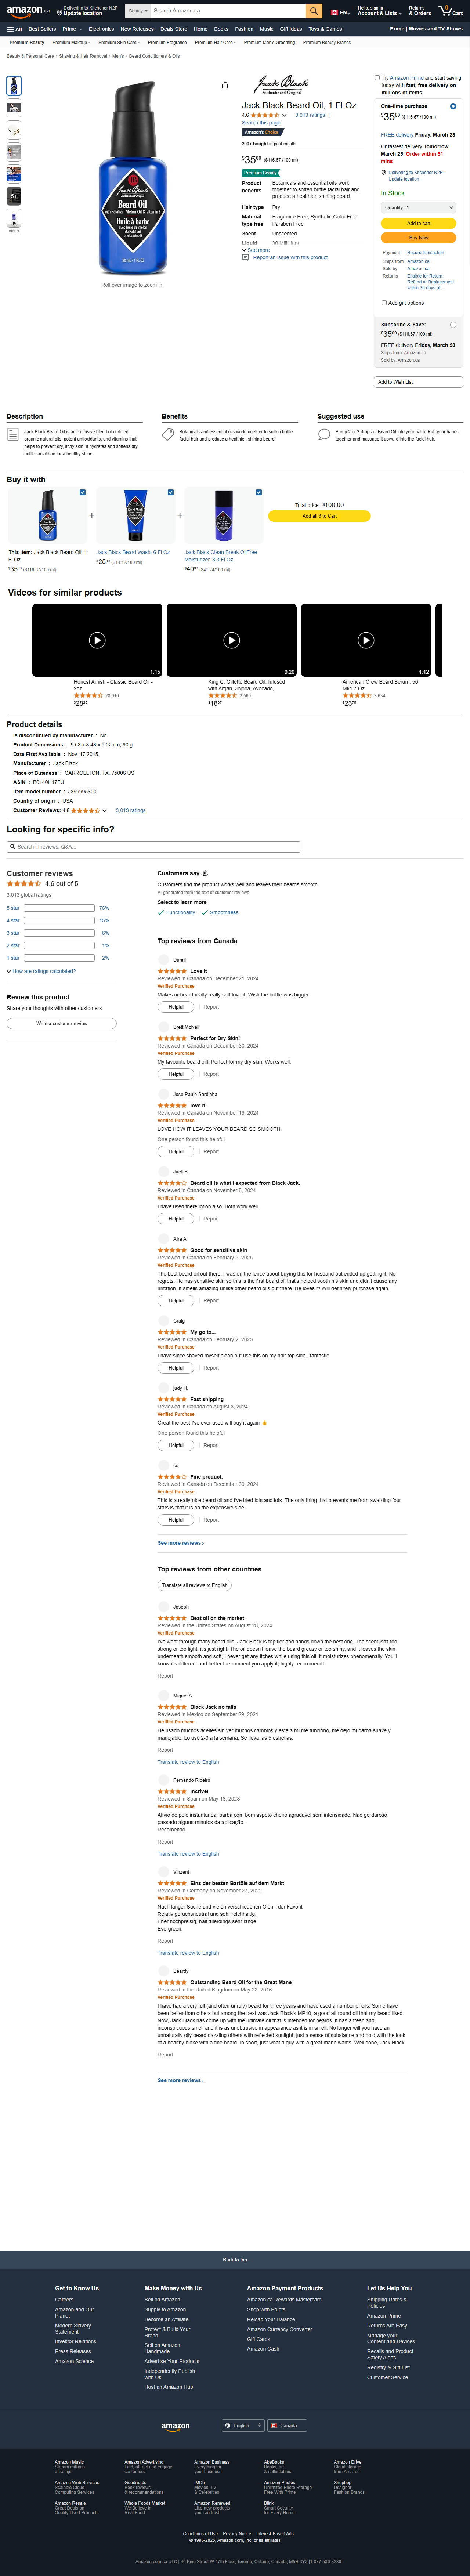 amazon.ca
Delivering to Kitchener N2P
Update location
Beauty
Search Amazon.ca
EN
Hello, sign in
Account & Lists
Returns
& Orders
0
Cart
All
Best Sellers
Prime
Electronics
New Releases
Deals Store
Home
Books
Fashion
Music
Gift Ideas
Toys & Games
Prime | Movies and TV Shows
Premium Beauty
Premium Makeup
Premium Skin Care
Premium Fragrance
Premium Hair Care
Premium Men's Grooming
Premium Beauty Brands
Beauty & Personal Care › Shaving & Hair Removal › Men's › Beard Conditioners & Oils
5+
VIDEO
JACK BLACK
Beard Oil
Roll over image to zoom in
Jack Black
Authentic and Original
Jack Black Beard Oil, 1 Fl Oz
4.6
3,013 ratings
|
Search this page
Amazon's Choice
200+ bought in past month
$3500 ($116.67 /100 ml)
Premium Beauty
Product benefits
Botanicals and essential oils work together to soften bristle facial hair and produce a healthier, shining beard.
Hair type
Dry
Material type free
Fragrance Free, Synthetic Color Free, Paraben Free
Scent
Unscented
Liquid
30 Millilitres
See more
Report an issue with this product
Try Amazon Prime and start saving today with fast, free delivery on millions of items
One-time purchase
$3500 ($116.67 /100 ml)
FREE delivery Friday, March 28
Or fastest delivery Tomorrow, March 25. Order within 51 mins
Delivering to Kitchener N2P – Update location
In Stock
Quantity: 1
Add to cart
Buy Now
Payment
Secure transaction
Ships from
Amazon.ca
Sold by
Amazon.ca
Returns
Eligible for Return, Refund or Replacement within 30 days of
Add gift options
Subscribe & Save:
$3500 ($116.67 /100 ml)
FREE delivery Friday, March 28
Ships from: Amazon.ca
Sold by: Amazon.ca
Add to Wish List
Description
Jack Black Beard Oil is an exclusive blend of certified organic natural oils, potent antioxidants, and vitamin that helps to prevent dry, itchy skin. It hydrates and softens dry, brittle facial hair for a healthy shine.
Benefits
Botanicals and essential oils work together to soften brittle facial hair and produce a healthier, shining beard.
Suggested use
Pump 2 or 3 drops of Beard Oil into your palm. Rub your hands together and message it upward into the facial hair.
Buy it with
+
+
Total price: $100.00
Add all 3 to Cart
This item: Jack Black Beard Oil, 1 Fl Oz
$3500 ($116.67/100 ml)
Jack Black Beard Wash, 6 Fl Oz
$2500 ($14.12/100 ml)
Jack Black Clean Break Oil-Free Moisturizer, 3.3 Fl Oz
$4000 ($41.24/100 ml)
Videos for similar products
1:15
0:20
1:12
Honest Amish - Classic Beard Oil - 2oz
28,910
$28
King C. Gillette Beard Oil, Infused with Argan, Jojoba, Avocado,
2,566
$18
American Crew Beard Serum, 50 Ml/1.7 Oz
3,634
$23
Product details
Is discontinued by manufacturer : No
Product Dimensions : 9.53 x 3.48 x 9.02 cm; 90 g
Date First Available : Nov. 17 2015
Manufacturer : Jack Black
Place of Business : CARROLLTON, TX, 75006 US
ASIN : B0140H17FU
Item model number : J399995600
Country of origin : USA
Customer Reviews: 4.6 3,013 ratings
Looking for specific info?
Search in reviews, Q&A...
Customer reviews
4.6 out of 5
3,013 global ratings
5 star 76%
4 star 15%
3 star 6%
2 star 1%
1 star 2%
How are ratings calculated?
Review this product
Share your thoughts with other customers
Write a customer review
Customers say
Customers find the product works well and leaves their beards smooth.
AI-generated from the text of customer reviews
Select to learn more
Functionality
Smoothness
Top reviews from Canada
Danni
Love it
Reviewed in Canada on December 21, 2024
Verified Purchase
Makes ur beard really really soft love it. Wish the bottle was bigger
Helpful
Report
Brett McNeil
Perfect for Dry Skin!
Reviewed in Canada on December 30, 2024
Verified Purchase
My favourite beard oil!! Perfect for my dry skin. Works well.
Helpful
Report
Jose Paulo Sardinha
love it.
Reviewed in Canada on November 19, 2024
Verified Purchase
LOVE HOW IT LEAVES YOUR BEARD SO SMOOTH.
One person found this helpful
Helpful
Report
Jack B.
Beard oil is what I expected from Black Jack.
Reviewed in Canada on November 6, 2024
Verified Purchase
I have used there lotion also. Both work well.
Helpful
Report
Afra A
Good for sensitive skin
Reviewed in Canada on February 5, 2025
Verified Purchase
The best beard oil out there. I was on the fence about buying this for my husband but ended up getting it. No regrets. He has sensitive skin so this is the first brand oil that's helped soothe his skin and didn't cause any irritation. It smells amazing unlike other beard oils out there. He loves it! Will definitely purchase again.
Helpful
Report
Craig
My go to...
Reviewed in Canada on February 2, 2025
Verified Purchase
I have since shaved myself clean but use this on my hair top side...fantastic
Helpful
Report
judy H
Fast shipping
Reviewed in Canada on August 3, 2024
Verified Purchase
Great the best I've ever used will buy it again
One person found this helpful
Helpful
Report
Fine product.
Reviewed in Canada on December 30, 2024
Verified Purchase
This is a really nice beard oil and I've tried lots and lots. The only thing that prevents me from awarding four stars is that it is on the expensive side.
Helpful
Report
See more reviews ›
Top reviews from other countries
Translate all reviews to English
Joseph
Best oil on the market
Reviewed in the United States on August 28, 2024
Verified Purchase
I've went through many beard oils, Jack Black is top tier and hands down the best one. The scent isn't too strong or too light, it's just right. The oil doesn't leave the beard shiny and shimmery either, so it's a more natural look. I've also got away with using beard cream while using this oil, it moisturizes phenomenally. You'll know it's different and better the moment you apply it, highly recommend!
Report
Miguel A.
Black Jack no falla
Reviewed in Mexico on September 29, 2021
Verified Purchase
He usado muchos aceites sin ver muchos cambios y este a mi me funciono, me dejo mi barba suave y manejable. Lo uso 2-3 a la semana. Se lleva las 5 estrellas.
Report
Translate review to English
Fernando Ribeiro
Incrível
Reviewed in Spain on May 16, 2023
Verified Purchase
Alívio de pele instantânea, barba com bom aspeto cheiro agradável sem intensidade. Não gorduroso passado alguns minutos da aplicação.
Recomendo.
Report
Translate review to English
Vinzent
Eins der besten Bartöle auf dem Markt
Reviewed in Germany on November 27, 2022
Verified Purchase
Nach langer Suche und vielen verschiedenen Ölen - der Favorit
Relativ geruchsneutral und sehr reichhaltig
Eher hochpreisig, hält allerdings sehr lange.
Evergreen.
Report
Translate review to English
Beardy
Outstanding Beard Oil for the Great Mane
Reviewed in the United Kingdom on May 22, 2016
Verified Purchase
I have had a very full (and often unruly) beard for three years and have used a number of oils. Some have been better than others but among the best was Jack Black's MP10, a good all-round oil that my beard liked. Now, Jack Black has come up with the ultimate oil that is intended for beards. It has a fresh and inconspicuous smell and it is so unobtrusive in appearance as if it is nothing in it. I was able to wrangle an unnaturally oily beard dazzling otters with refracted sunlight, just a sense of obvious good health and a soft shine to it that puts a shimmer in my otherwise dark, short in just, what a guy with a mane wants. Well done, Jack Black.
Report
See more reviews ›
Back to top
Get to Know Us
Careers
Amazon and Our Planet
Modern Slavery Statement
Investor Relations
Press Releases
Amazon Science
Make Money with Us
Sell on Amazon
Supply to Amazon
Become an Affiliate
Protect & Build Your Brand
Sell on Amazon Handmade
Advertise Your Products
Independently Publish with Us
Host an Amazon Hub
Amazon Payment Products
Amazon.ca Rewards Mastercard
Shop with Points
Reload Your Balance
Amazon Currency Converter
Gift Cards
Amazon Cash
Let Us Help You
Shipping Rates & Policies
Amazon Prime
Returns Are Easy
Manage your Content and Devices
Recalls and Product Safety Alerts
Registry & Gift List
Customer Service
amazon
English
Canada
Amazon Music
Stream millions of songs
Amazon Advertising
Find, attract and engage customers
Amazon Business
Everything for your business
AbeBooks
Books, art & collectibles
Amazon Drive
Cloud storage from Amazon
Amazon Web Services
Scalable Cloud Computing Services
Goodreads
Book reviews & recommendations
IMDb
Movies, TV & Celebrities
Amazon Photos
Unlimited Photo Storage Free With Prime
Shopbop
Designer Fashion Brands
Amazon Resale
Great Deals on Quality Used Products
Whole Foods Market
We Believe in Real Food
Amazon Renewed
Like-new products you can trust
Blink
Smart Security for Every Home
Conditions of Use
Privacy Notice
Interest-Based Ads
© 1996-2025, Amazon.com, Inc. or its affiliates
Amazon.com.ca ULC | 40 King Street W 47th Floor, Toronto, Ontario, Canada, M5H 3Y2 |1-877-586-3230